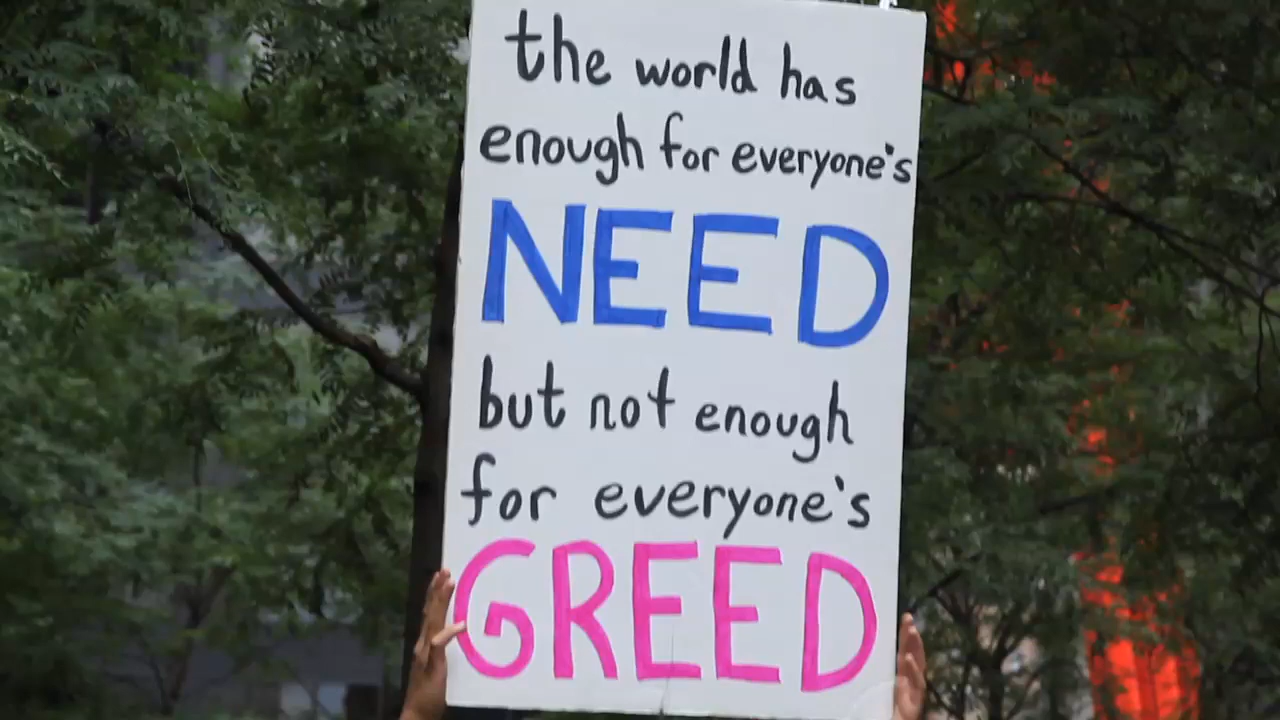 the world has
enough for everyone's
NEED
but not enough
for everyone's
GREED